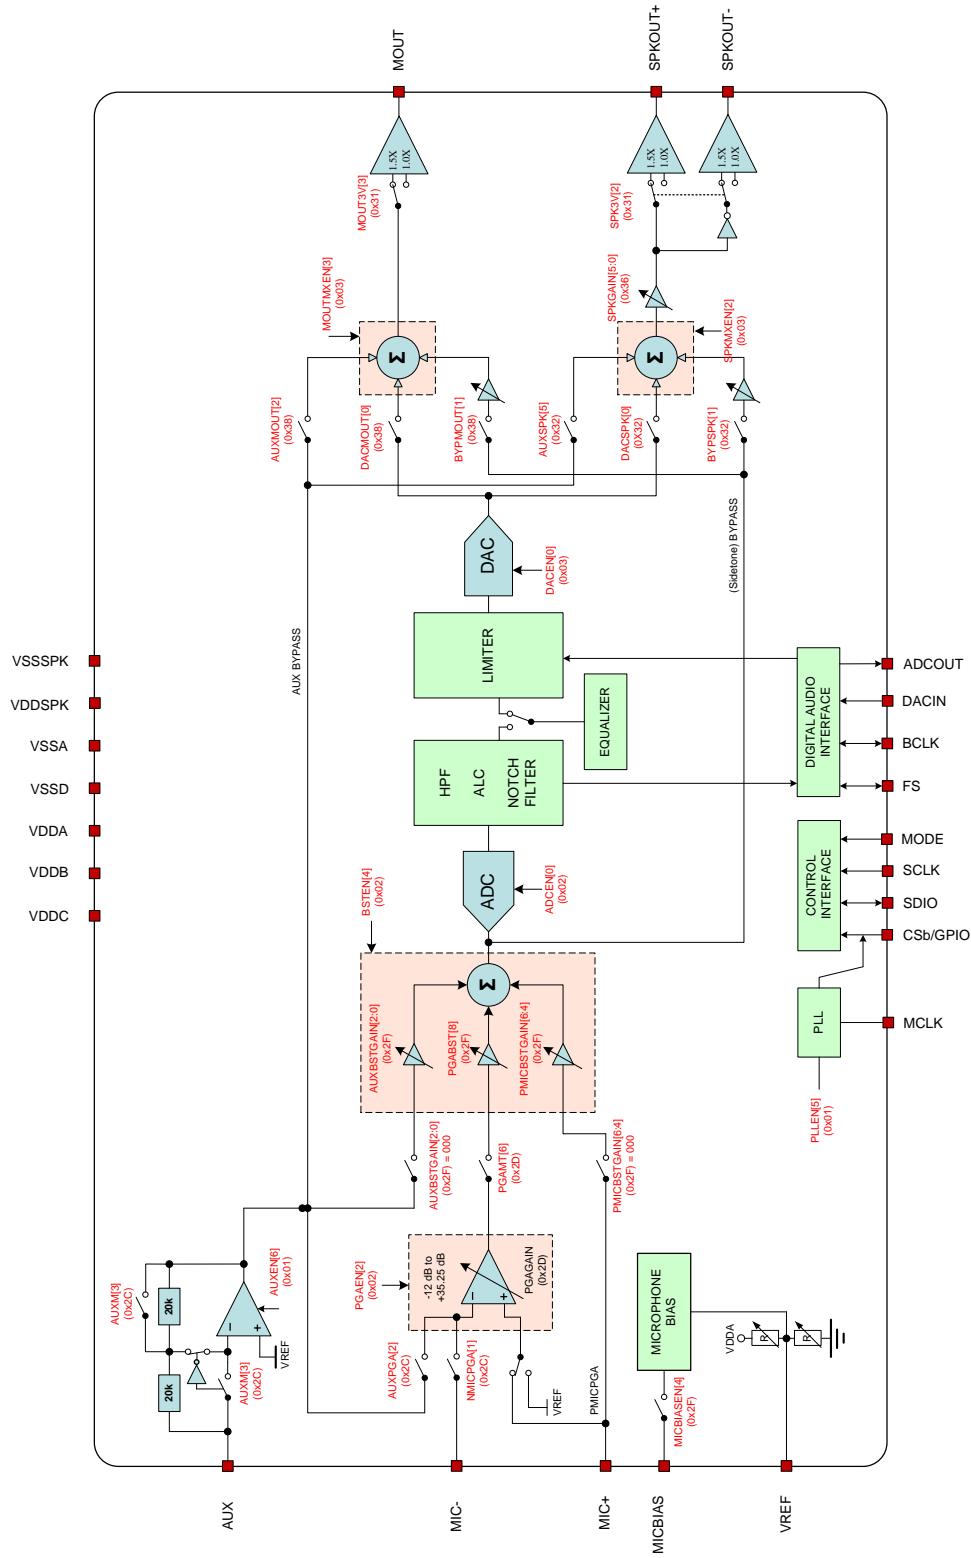 MOUT
SPKOUT+
SPKOUT-
1.5X
1.0X
1.5X
1.0X
1.5X
1.0X
MOUT3V[3]
(0x31)
SPK3V[2]
(0x31)
MOUTMXEN[3]
(0x03)
SPKGAIN[5:0]
(0x36)
SPKMXEN[2]
(0x03)
Σ
Σ
AUXMOUT[2]
(0x38)
DACMOUT[0]
(0x38)
BYPMOUT[1]
(0x38)
AUXSPK[5]
(0x32)
DACSPK[0]
(0X32)
BYPSPK[1]
(0x32)
DAC
DACEN[0]
(0x03)
(Sidetone) BYPASS
AUX BYPASS
VSSSPK
VDDSPK
VSSA
VSSD
VDDA
VDDB
VDDC
LIMITER
EQUALIZER
HPF
ALC
NOTCH
FILTER
DIGITAL AUDIO
INTERFACE
ADCOUT
DACIN
BCLK
FS
MODE
SCLK
SDIO
CSb/GPIO
MCLK
CONTROL
INTERFACE
PLL
PLLEN[5]
(0x01)
ADC
ADCEN[0]
(0x02)
BSTEN[4]
(0x02)
Σ
AUXBSTGAIN[2:0]
(0x2F)
PGABST[8]
(0x2F)
PMICBSTGAIN[6:4]
(0x2F)
AUXBSTGAIN[2:0]
(0x2F) = 000
PGAMT[6]
(0x2D)
PMICBSTGAIN[6:4]
(0x2F) = 000
AUXM[3]
(0x2C)
20k
20k
AUXEN[6]
(0x01)
VREF
AUXM[3]
(0x2C)
PGAEN[2]
(0x02)
-12 dB to
+35.25 dB
PGAGAIN
(0x2D)
AUXPGA[2]
(0x2C)
NMICPGA[1]
(0x2C)
VREF
PMICPGA
MICROPHONE
BIAS
MICBIASEN[4]
(0x2F)
VDDA
R
R
AUX
MIC-
MIC+
MICBIAS
VREF